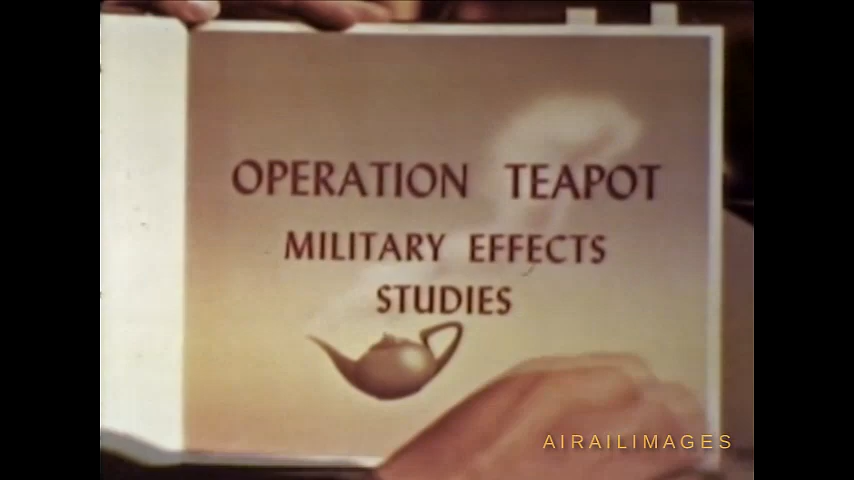 OPERATION TEAPOT
MILITARY EFFECTS
STUDIES
AIRAILIMAGES